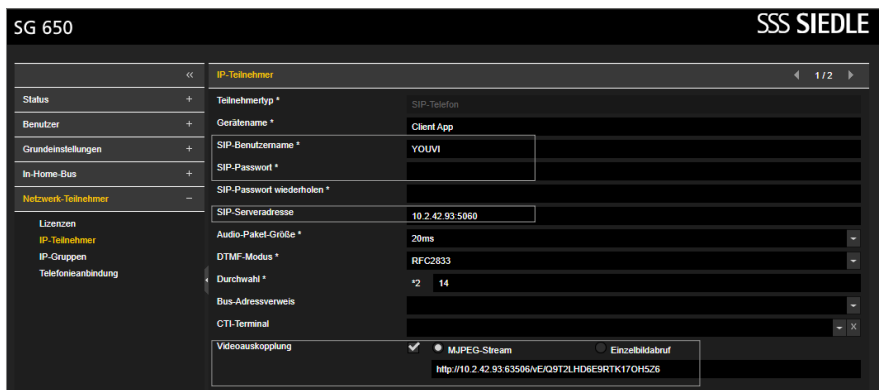 SG 650
SSS SIEDLE
«
IP-Teilnehmer
1 / 2
Status +
Benutzer +
Grundeinstellungen +
In-Home-Bus +
Netzwerk-Teilnehmer −
Lizenzen
IP-Teilnehmer
IP-Gruppen
Telefonieanbindung
Teilnehmertyp * SIP-Telefon
Gerätename * Client App
SIP-Benutzername * YOUVI
SIP-Passwort *
SIP-Passwort wiederholen *
SIP-Serveradresse 10.2.42.93:5060
Audio-Paket-Größe * 20ms
DTMF-Modus * RFC2833
Durchwahl * *2 14
Bus-Adressverweis
CTI-Terminal X
Videoauskopplung MJPEG-Stream Einzelbildabruf
http://10.2.42.93:63506/vE/Q9T2LHD6E9RTK17OH5Z6